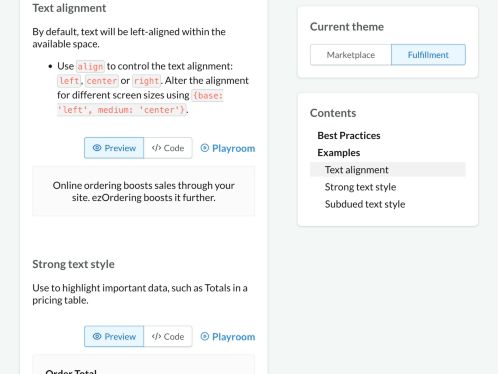 Text alignment
By default, text will be left-aligned within the
available space.
• Use align to control the text alignment:
left, center or right. Alter the alignment
for different screen sizes using {base:
'left', medium: 'center'}.
Preview
Code
Playroom
Online ordering boosts sales through your
site. ezOrdering boosts it further.
Strong text style
Use to highlight important data, such as Totals in a
pricing table.
Preview
Code
Playroom
Order Total
Current theme
Marketplace
Fulfillment
Contents
Best Practices
Examples
Text alignment
Strong text style
Subdued text style